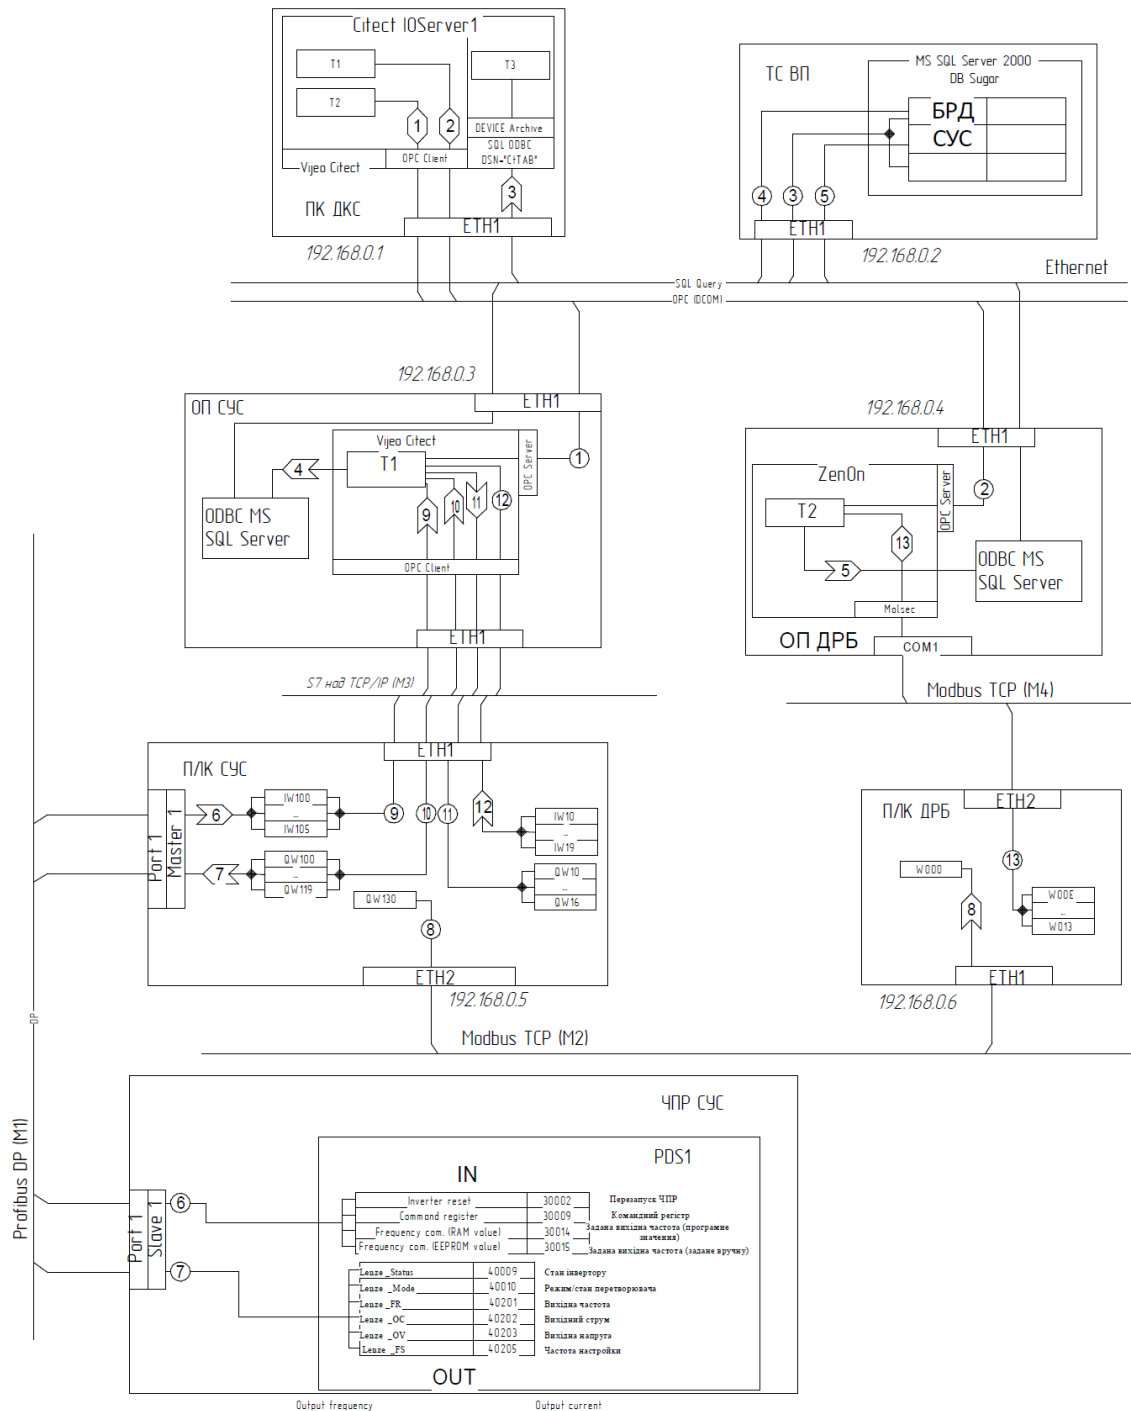 Citect IOServer1
T1
T3
T2
1
2
DEVICE Archive
SQL ODBC
DSN="CtTAB"
OPC Client
Vijeo Citect
3
ПК ДКС
ETH1
192.168.0.1
ТС ВП
MS SQL Server 2000
DB Sugar
БРД
СУС
4
3
5
ETH1
192.168.0.2
Ethernet
SQL Query
OPC (DCOM)
192.168.0.3
ОП СУС
ETH1
Vijeo Citect
T1
OPC Server
1
4
9
10
11
12
ODBC MS
SQL Server
OPC Client
ETH1
192.168.0.4
ETH1
ZenOn
OPC Server
2
T2
13
5
ODBC MS
SQL Server
Molsec
ОП ДРБ
COM1
S7 над TCP/IP (M3)
Modbus TCP (M4)
ETH1
П/ІК СУС
Port 1
Master 1
6
IW100
...
IW105
9
10
11
12
IW10
...
IW19
7
QW100
...
QW119
QW10
...
QW16
QW130
8
ETH2
192.168.0.5
ETH2
П/ІК ДРБ
13
W000
W00E
...
W013
8
ETH1
192.168.0.6
Modbus TCP (M2)
DP
Profibus DP (M1)
ЧПР СУС
PDS1
IN
Port 1
Slave 1
6
Inverter reset 30002 Перезапуск ЧПР
Command register 30009 Командний регістр
Frequency com. (RAM value) 30014 Задана вихідна частота (програмне значення)
Frequency com. (EEPROM value) 30015 Задана вихідна частота (задане вручну)
7
Lenze _Status 40009 Стан інвертору
Lenze _Mode 40010 Режим/стан перетворювача
Lenze _FR 40201 Вихідна частота
Lenze _OC 40202 Вихідний струм
Lenze _OV 40203 Вихідна напруга
Lenze _FS 40205 Частота настройки
OUT
Output frequency
Output current